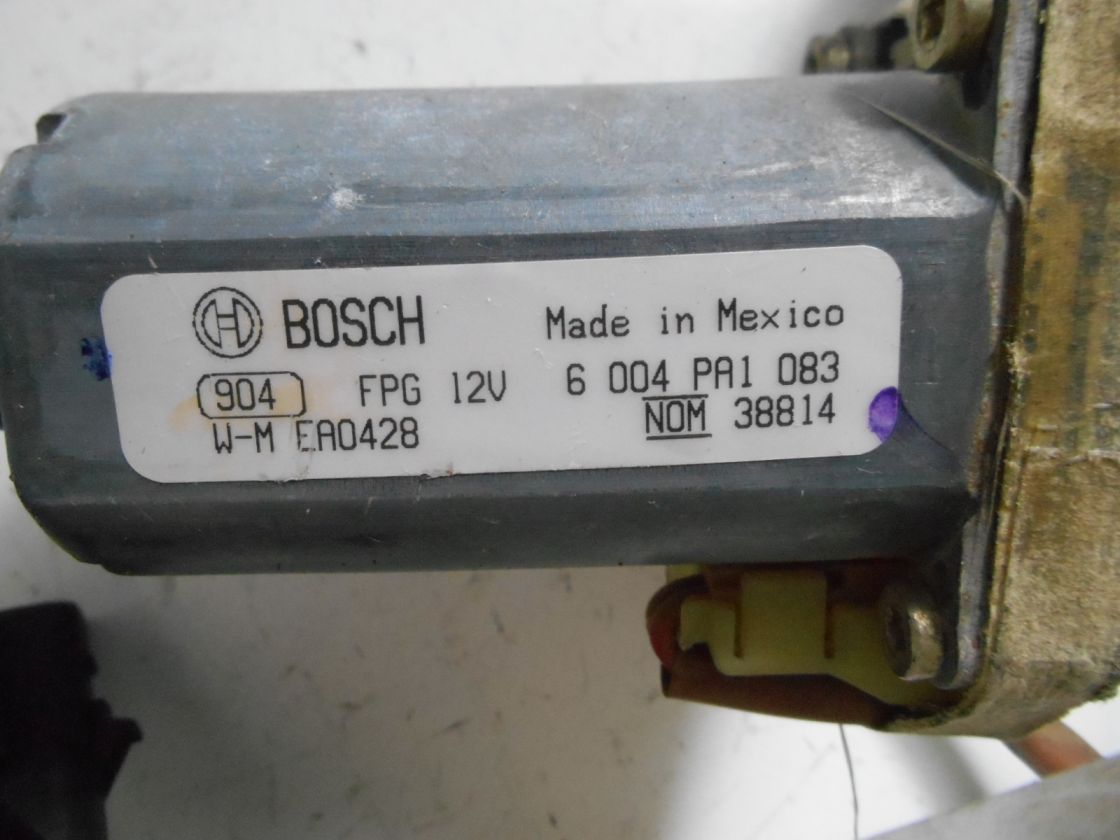 BOSCH Made in Mexico
904 FPG 12V 6 004 PA1 083
W-M EA0428 NOM 38814